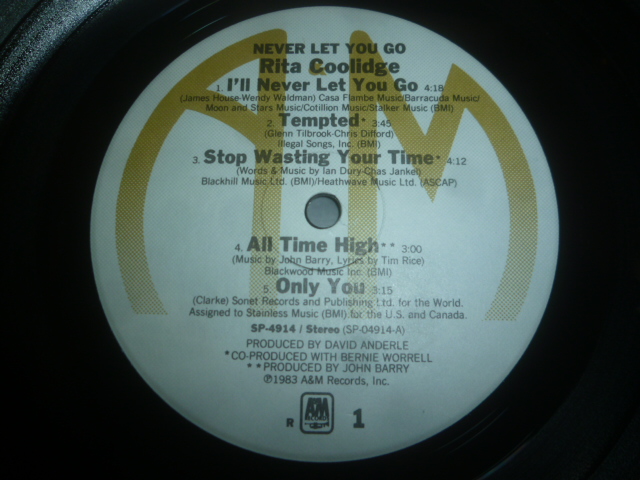 NEVER LET YOU GO
Rita Coolidge
1. I'll Never Let You Go 4:18
(James House-Wendy Waldman) Casa Flambe Music/Barracuda Music/
Moon and Stars Music/Cotillion Music/Stalker Music (BMI)
2. Tempted* 3:45
(Glenn Tilbrook-Chris Difford)
Illegal Songs, Inc. (BMI)
3. Stop Wasting Your Time* 4:12
(Words & Music by Ian Dury-Chas Jankel)
Blackhill Music Ltd. (BMI)/Heathwave Music Ltd. (ASCAP)
4. All Time High** 3:00
(Music by John Barry, Lyrics by Tim Rice)
Blackwood Music Inc. (BMI)
5. Only You 3:15
(Clarke) Sonet Records and Publishing Ltd. for the World.
Assigned to Stainless Music (BMI) for the U.S. and Canada.
SP-4914 / Stereo (SP-04914-A)
PRODUCED BY DAVID ANDERLE
*CO-PRODUCED WITH BERNIE WORRELL
**PRODUCED BY JOHN BARRY
℗1983 A&M Records, Inc.
R A&M RECORDS 1